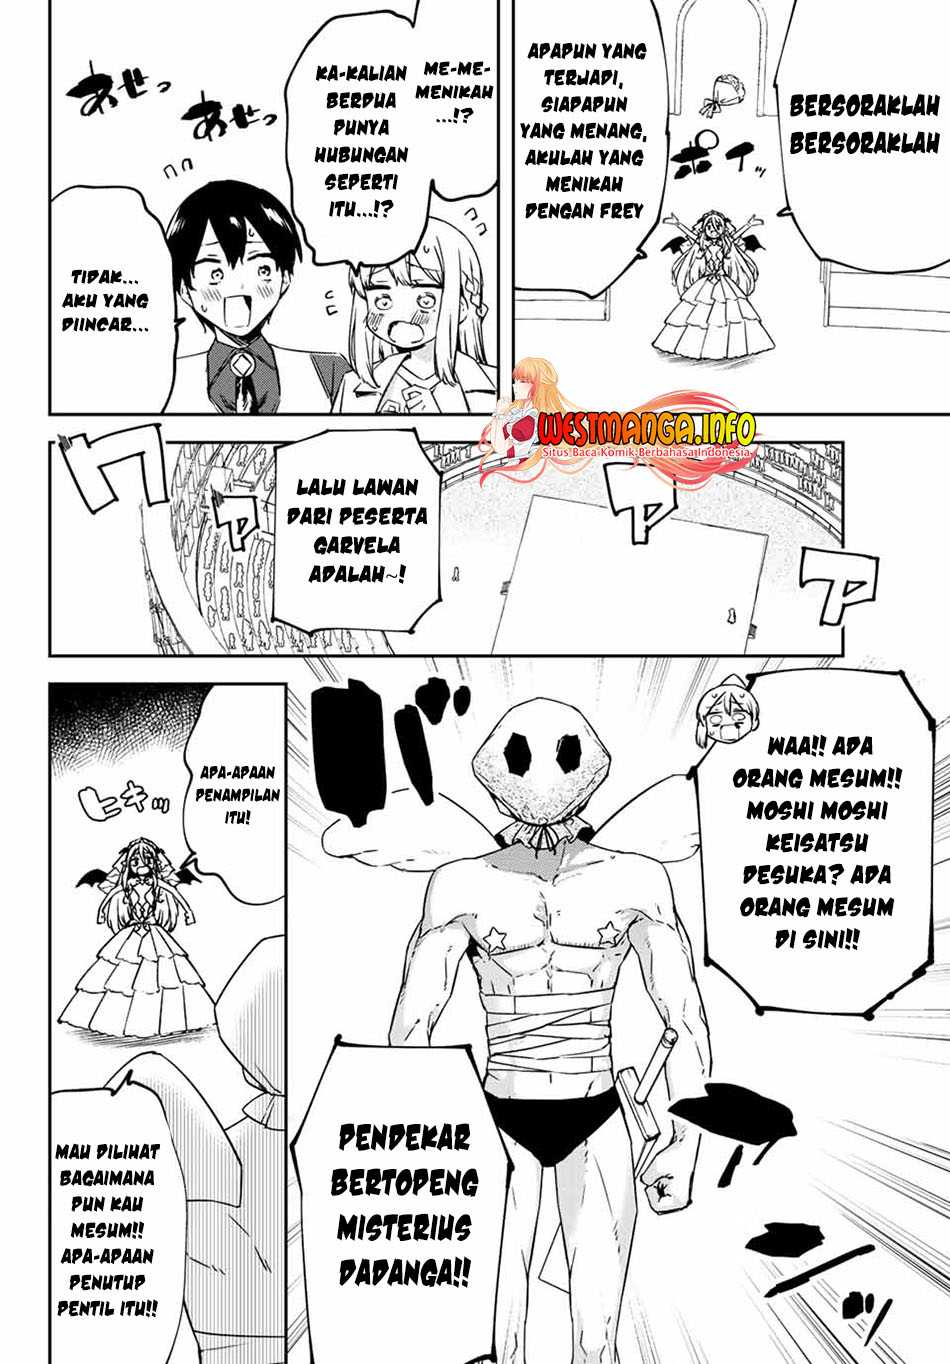 BERSORAKLAH
BERSORAKLAH
ポイッ
APAPUN YANG
TERJADI,
SIAPAPUN
YANG MENANG,
AKULAH YANG
MENIKAH
DENGAN FREY
ME-ME-
MENIKAH
...!?
KA-KALIAN
BERDUA
PUNYA
HUBUNGAN
SEPERTI
ITU...!?
あせっ
あせっ
TIDAK...
AKU YANG
DIINCAR...
WESTMANGA.INFO
Situs Baca Komik Berbahasa Indonesia
LALU LAWAN
DARI PESERTA
GARVELA
ADALAH~!
ワァァァ
WAA!! ADA
ORANG MESUM!!
MOSHI MOSHI
KEISATSU
DESUKA? ADA
ORANG MESUM
DI SINI!!
PENDEKAR
BERTOPENG
MISTERIUS
DADANGA!!
APA-APAAN
PENAMPILAN
ITU!
ヒキッ
MAU DILIHAT
BAGAIMANA
PUN KAU
MESUM!!
APA-APAAN
PENUTUP
PENTIL ITU!!